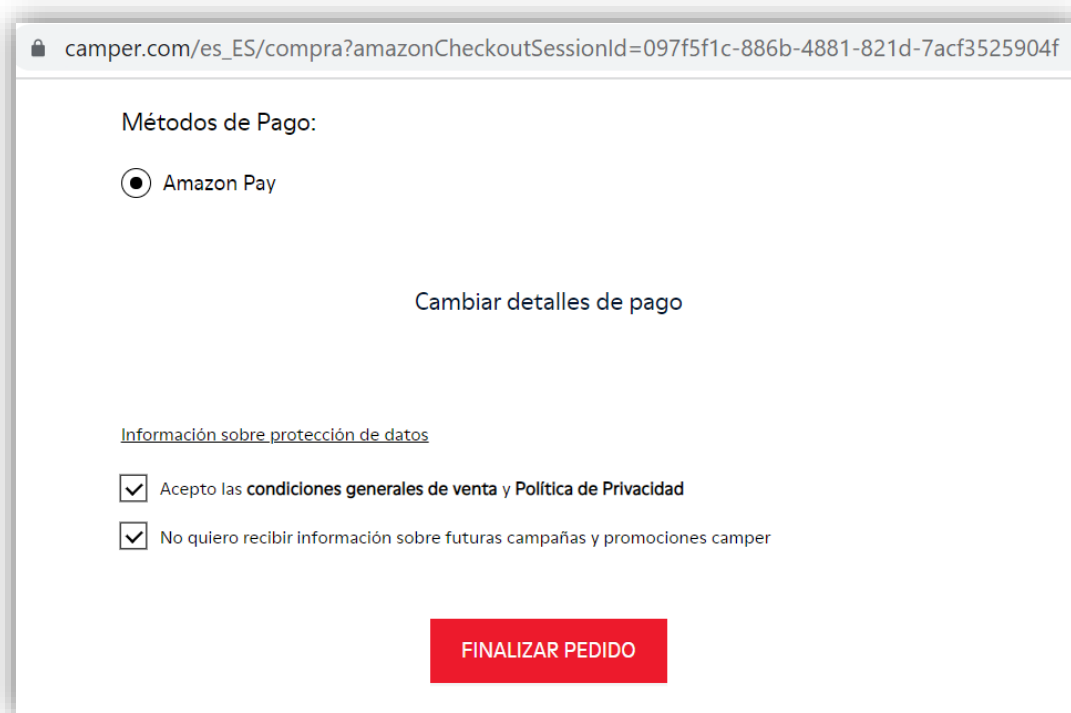 camper.com/es_ES/compra?amazonCheckoutSessionId=097f5f1c-886b-4881-821d-7acf3525904f
Métodos de Pago:
Amazon Pay
Cambiar detalles de pago
Información sobre protección de datos
Acepto las condiciones generales de venta y Política de Privacidad
No quiero recibir información sobre futuras campañas y promociones camper
FINALIZAR PEDIDO